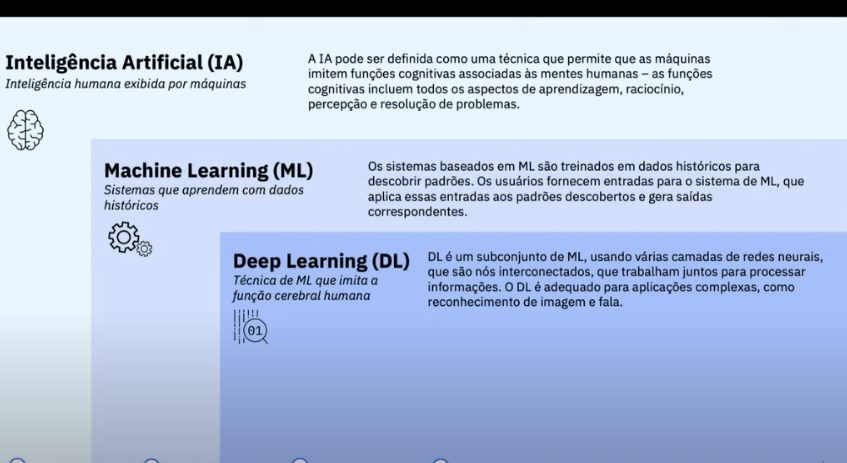 Inteligência Artificial (IA)
Inteligência humana exibida por máquinas
A IA pode ser definida como uma técnica que permite que as máquinas
imitem funções cognitivas associadas às mentes humanas – as funções
cognitivas incluem todos os aspectos de aprendizagem, raciocínio,
percepção e resolução de problemas.
Machine Learning (ML)
Sistemas que aprendem com dados
históricos
Os sistemas baseados em ML são treinados em dados históricos para
descobrir padrões. Os usuários fornecem entradas para o sistema de ML, que
aplica essas entradas aos padrões descobertos e gera saídas
correspondentes.
Deep Learning (DL)
Técnica de ML que imita a
função cerebral humana
01
DL é um subconjunto de ML, usando várias camadas de redes neurais,
que são nós interconectados, que trabalham juntos para processar
informações. O DL é adequado para aplicações complexas, como
reconhecimento de imagem e fala.